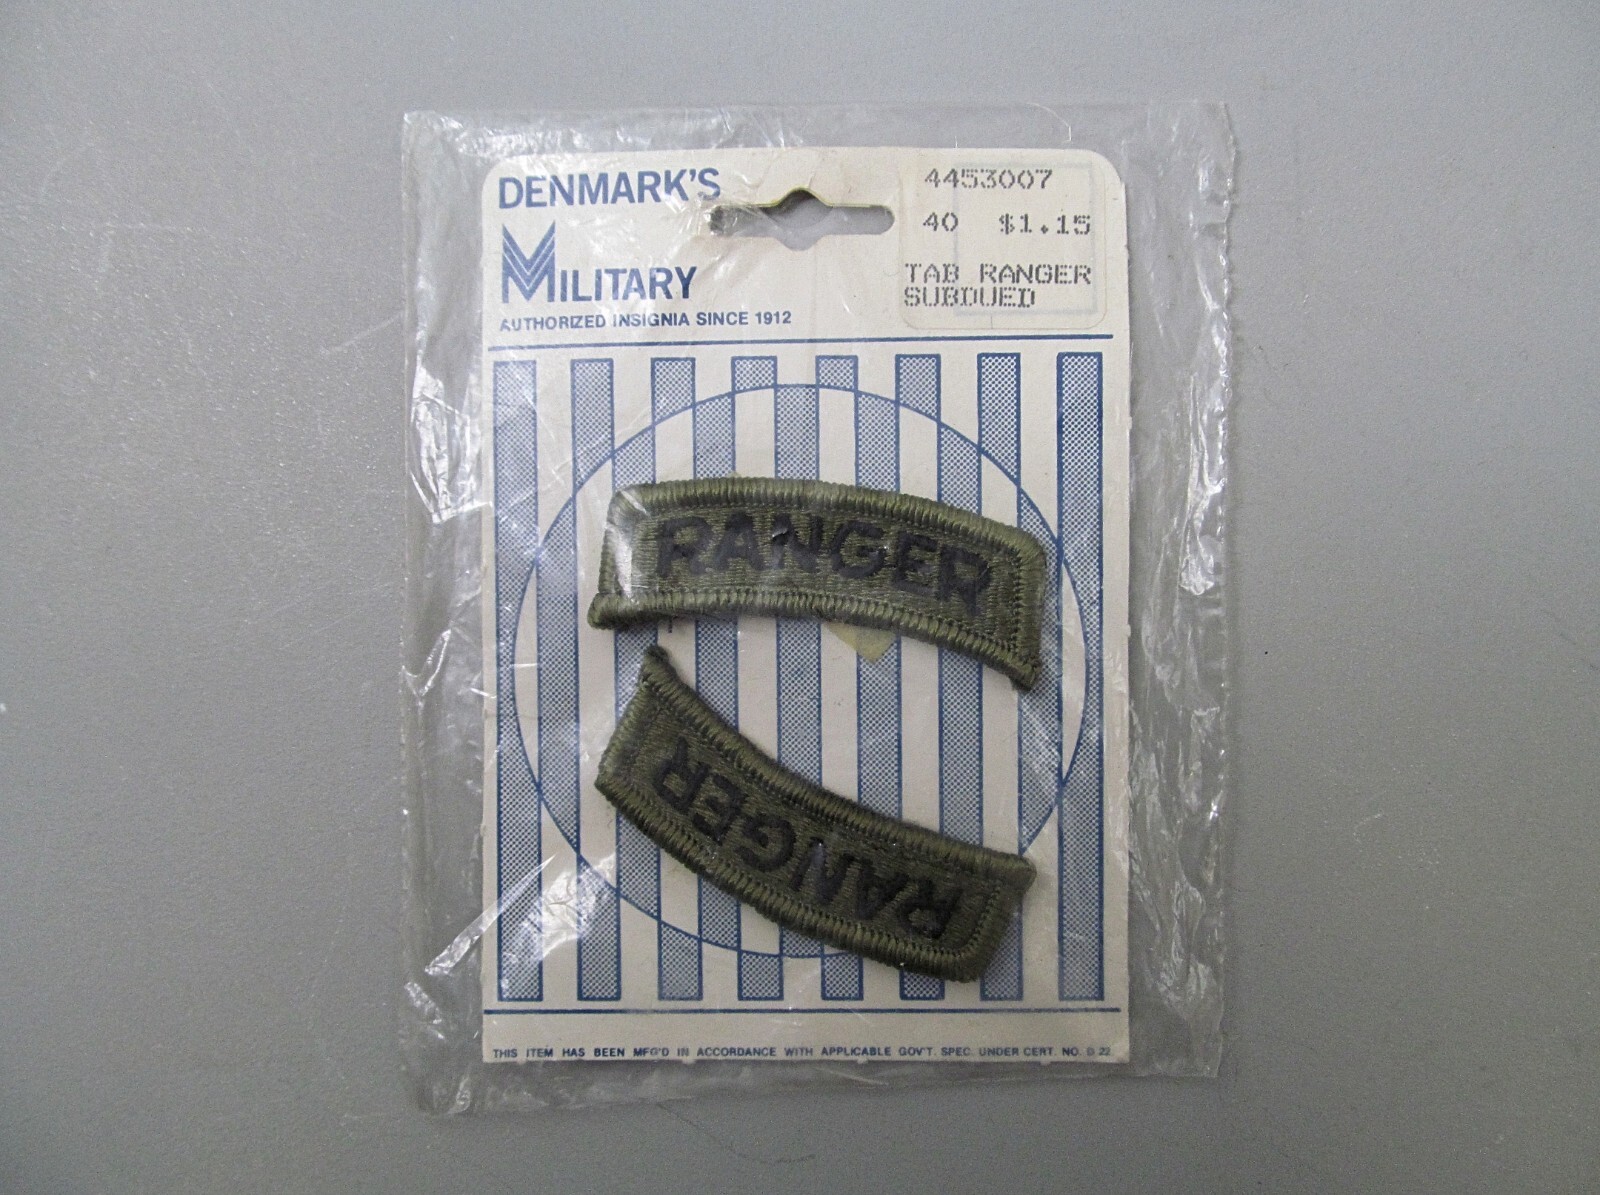 DENMARK'S
MILITARY
AUTHORIZED INSIGNIA SINCE 1912
4453007
40 $1.15
TAB RANGER
SUBDUED
RANGER
RANGER
THIS ITEM HAS BEEN MFG'D IN ACCORDANCE WITH APPLICABLE GOV'T. SPEC. UNDER CERT. NO. D 22